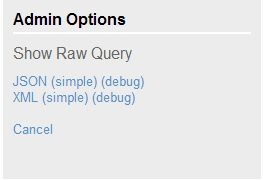 Admin Options
Show Raw Query
JSON (simple) (debug)
XML (simple) (debug)
Cancel